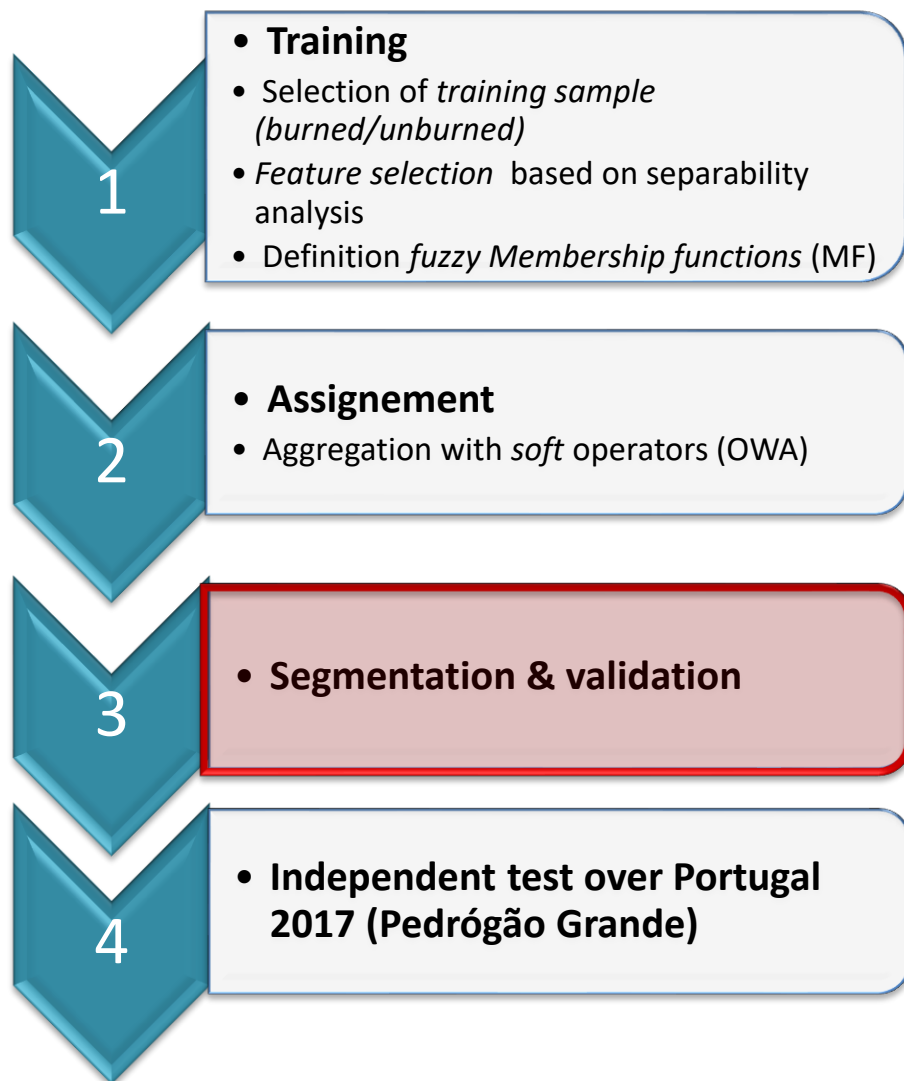 1
• Training
• Selection of training sample
(burned/unburned)
• Feature selection based on separability
analysis
• Definition fuzzy Membership functions (MF)
2
• Assignement
• Aggregation with soft operators (OWA)
3
• Segmentation & validation
4
• Independent test over Portugal
2017 (Pedrógão Grande)